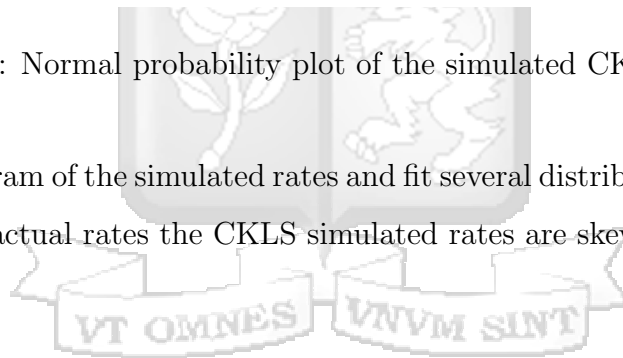 : Normal probability plot of the simulated CK
ram of the simulated rates and fit several distrib
actual rates the CKLS simulated rates are skew
VT OMNES VNVM SINT